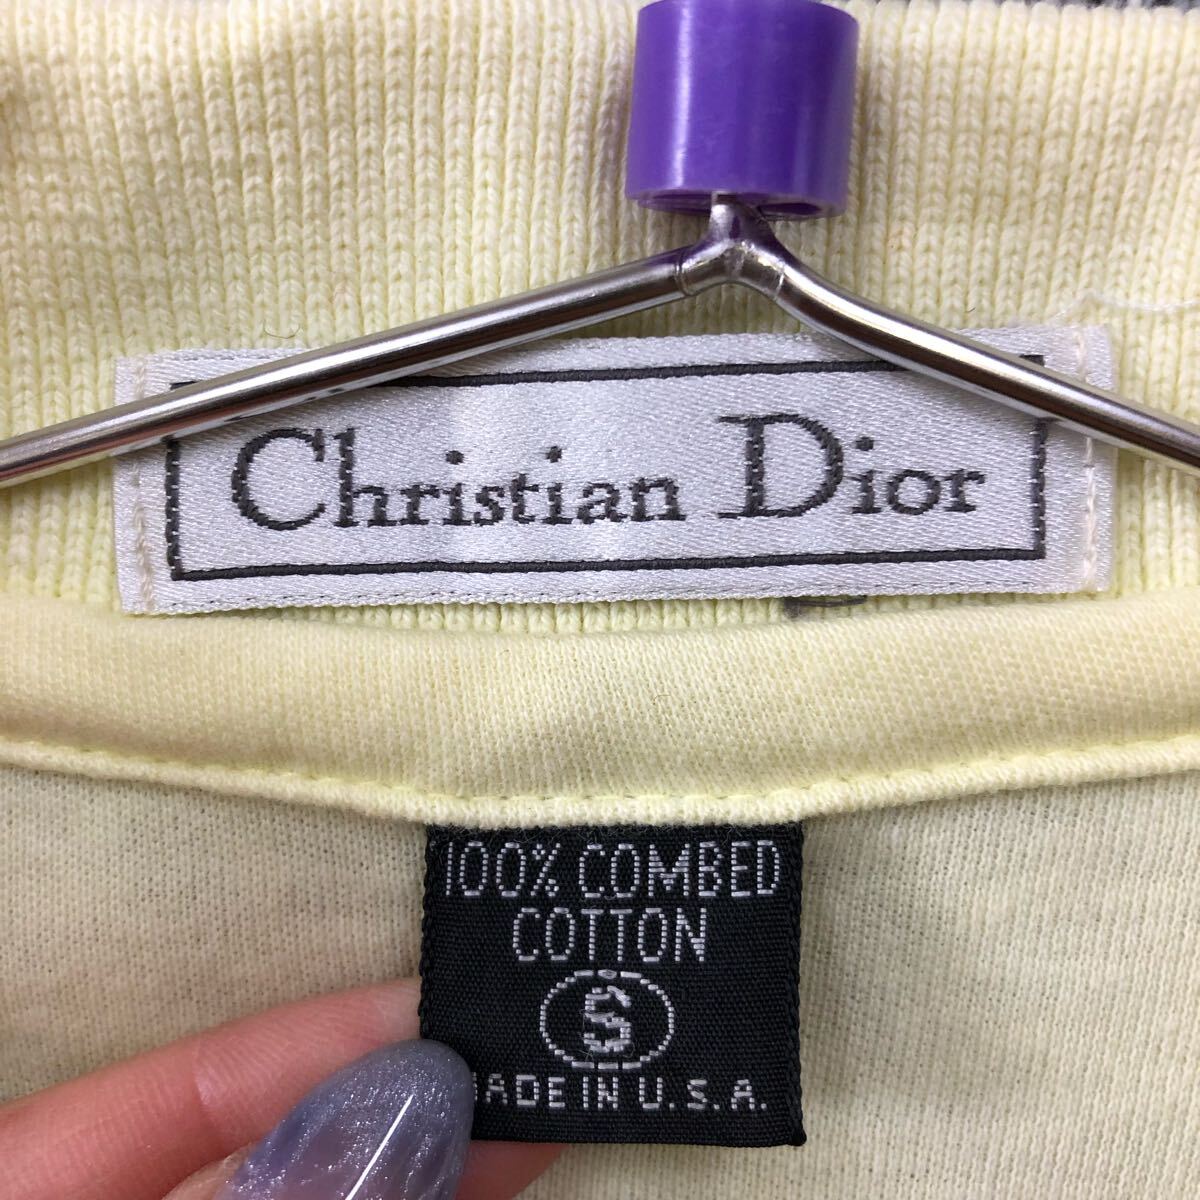 Christian Dior
100% COMBED
COTTON
S
MADE IN U.S.A.